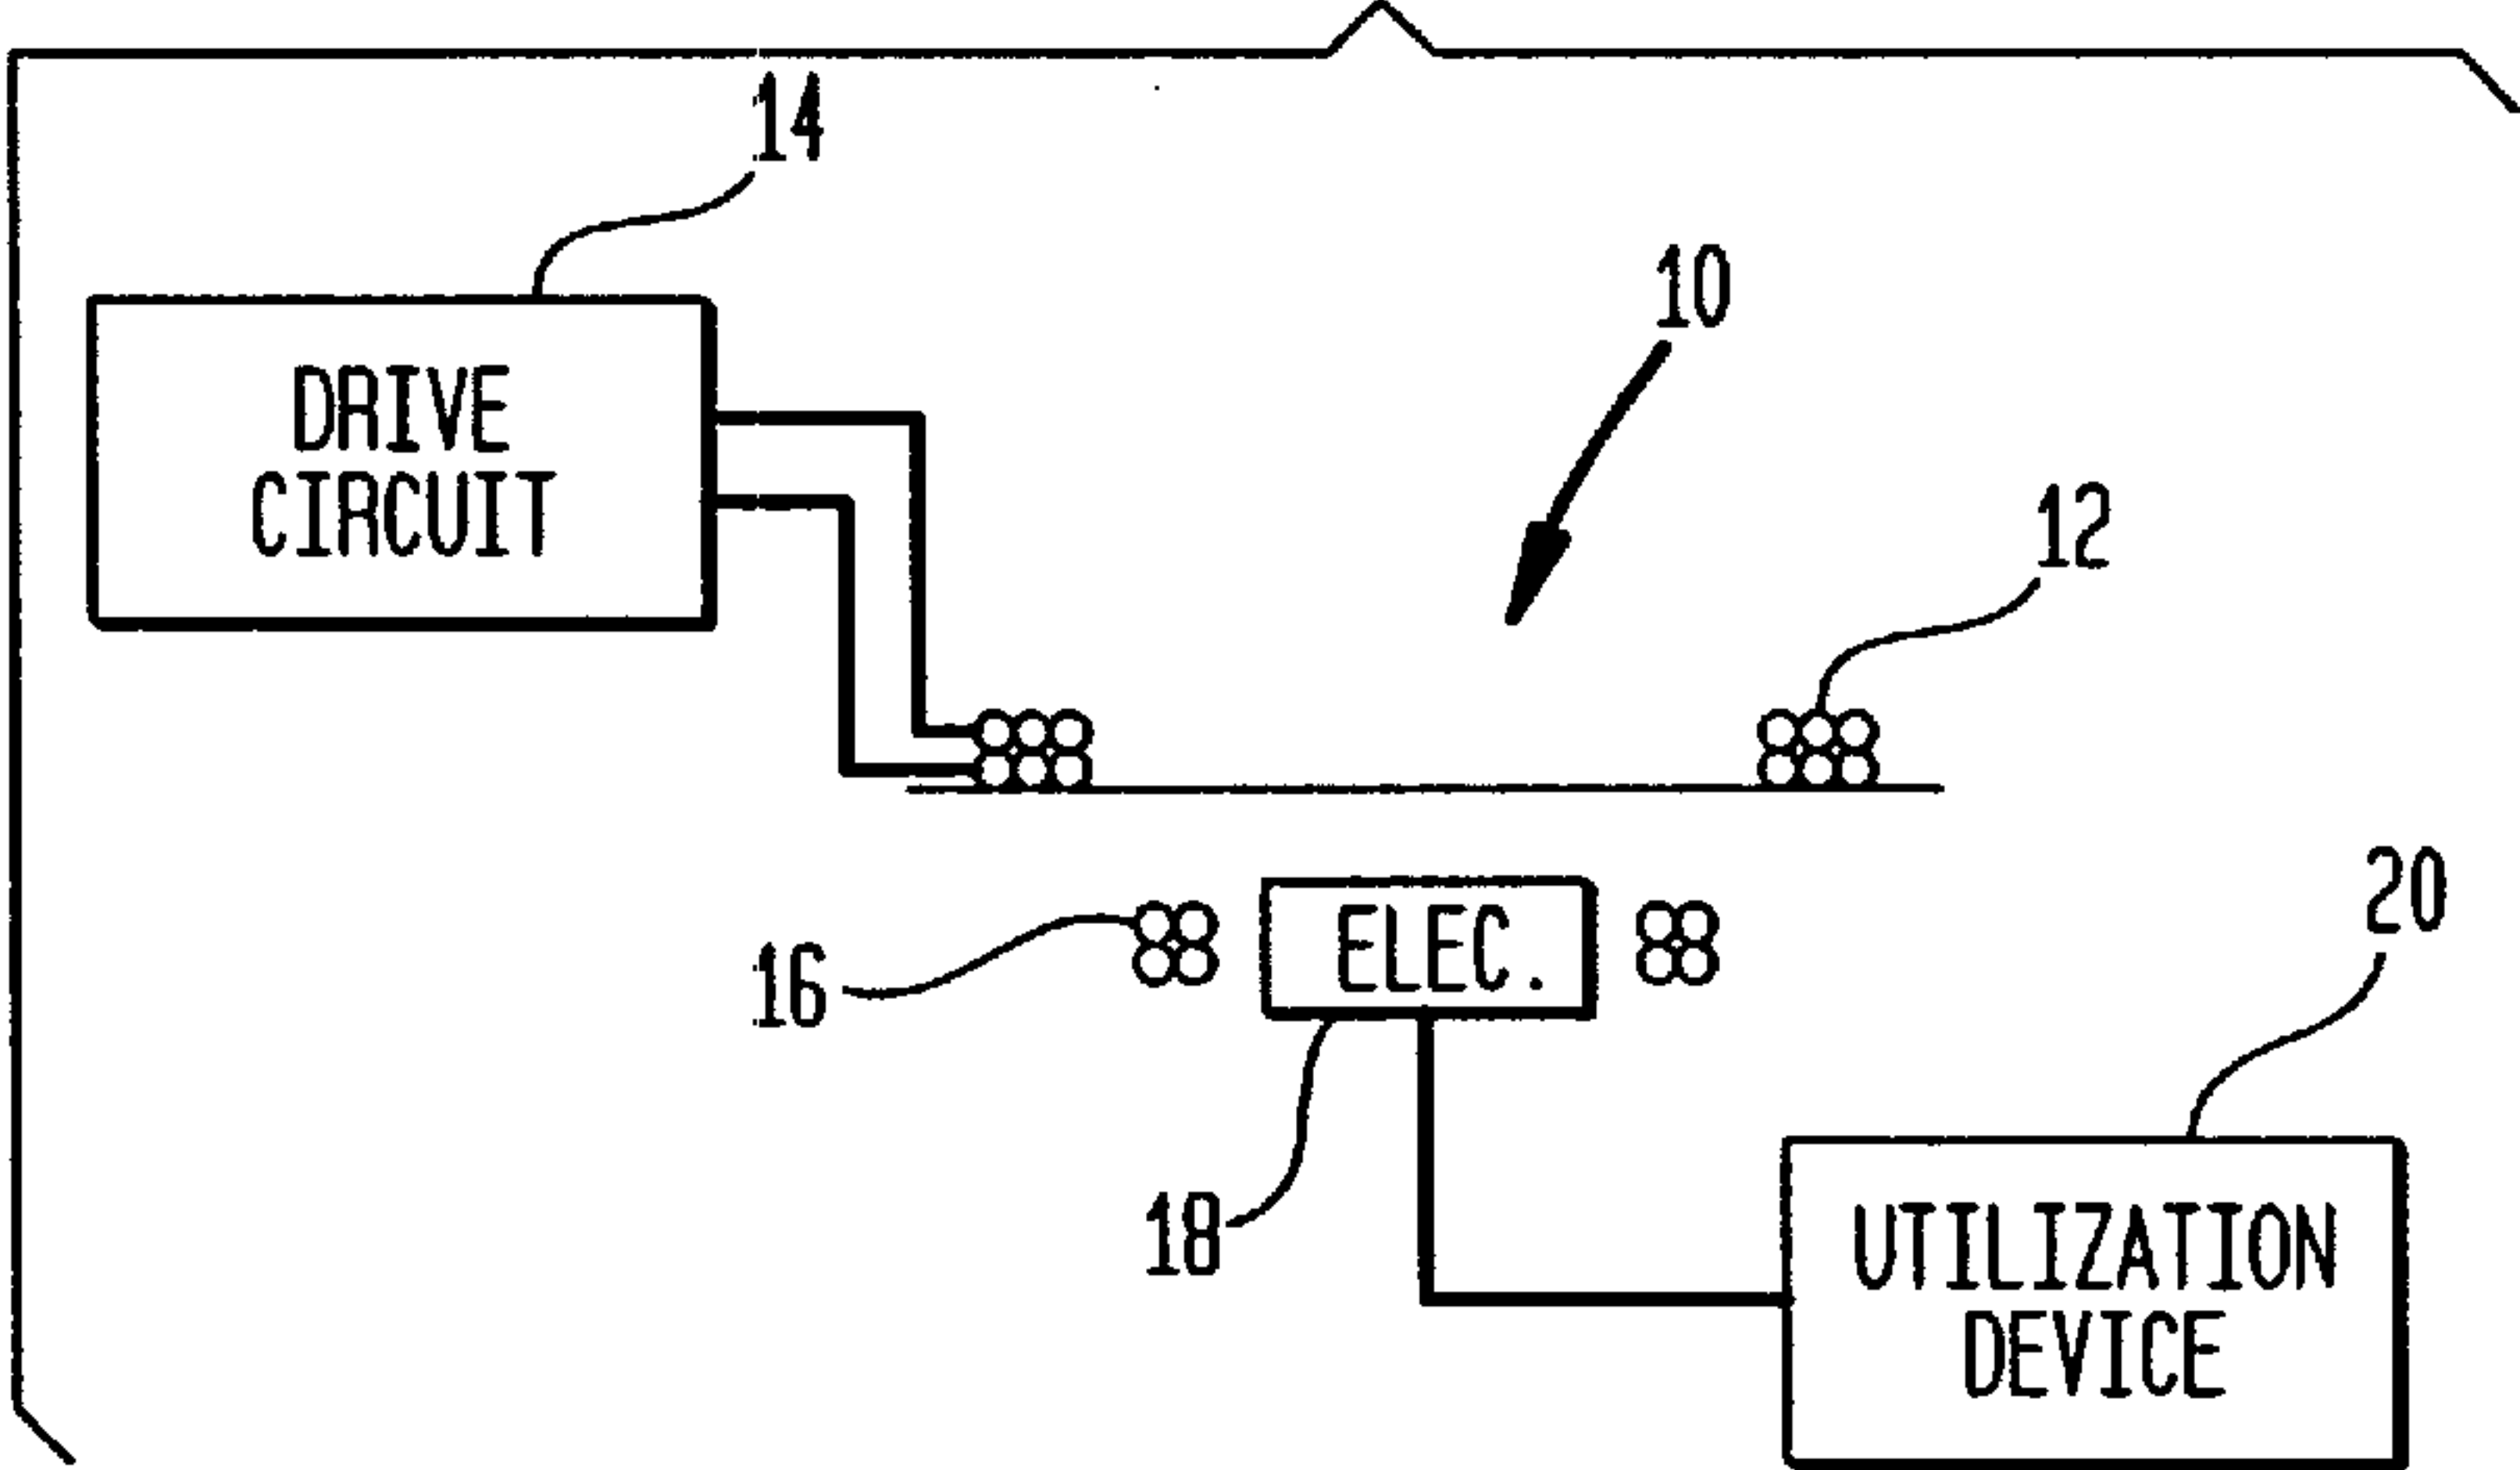 14
10
DRIVE
CIRCUIT
12
20
ELEC.
16
18
UTILIZATION
DEVICE